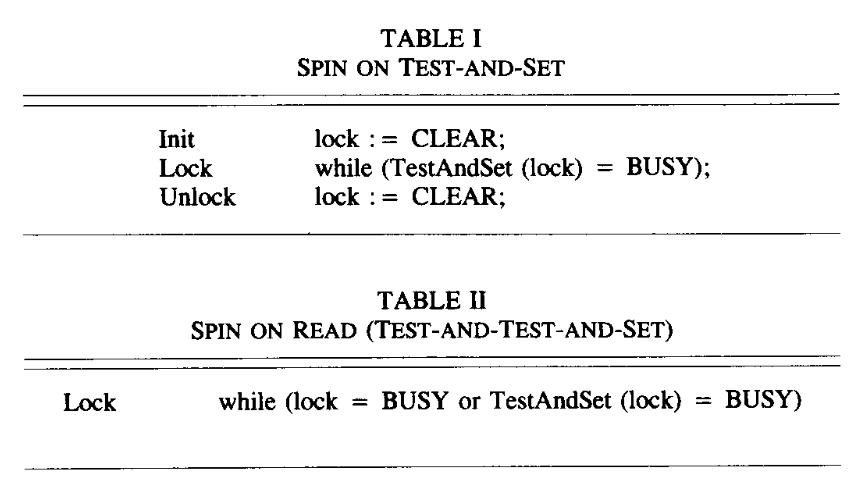 TABLE I
SPIN ON TEST-AND-SET
Init lock := CLEAR;
Lock while (TestAndSet (lock) = BUSY);
Unlock lock := CLEAR;
TABLE II
SPIN ON READ (TEST-AND-TEST-AND-SET)
Lock while (lock = BUSY or TestAndSet (lock) = BUSY)